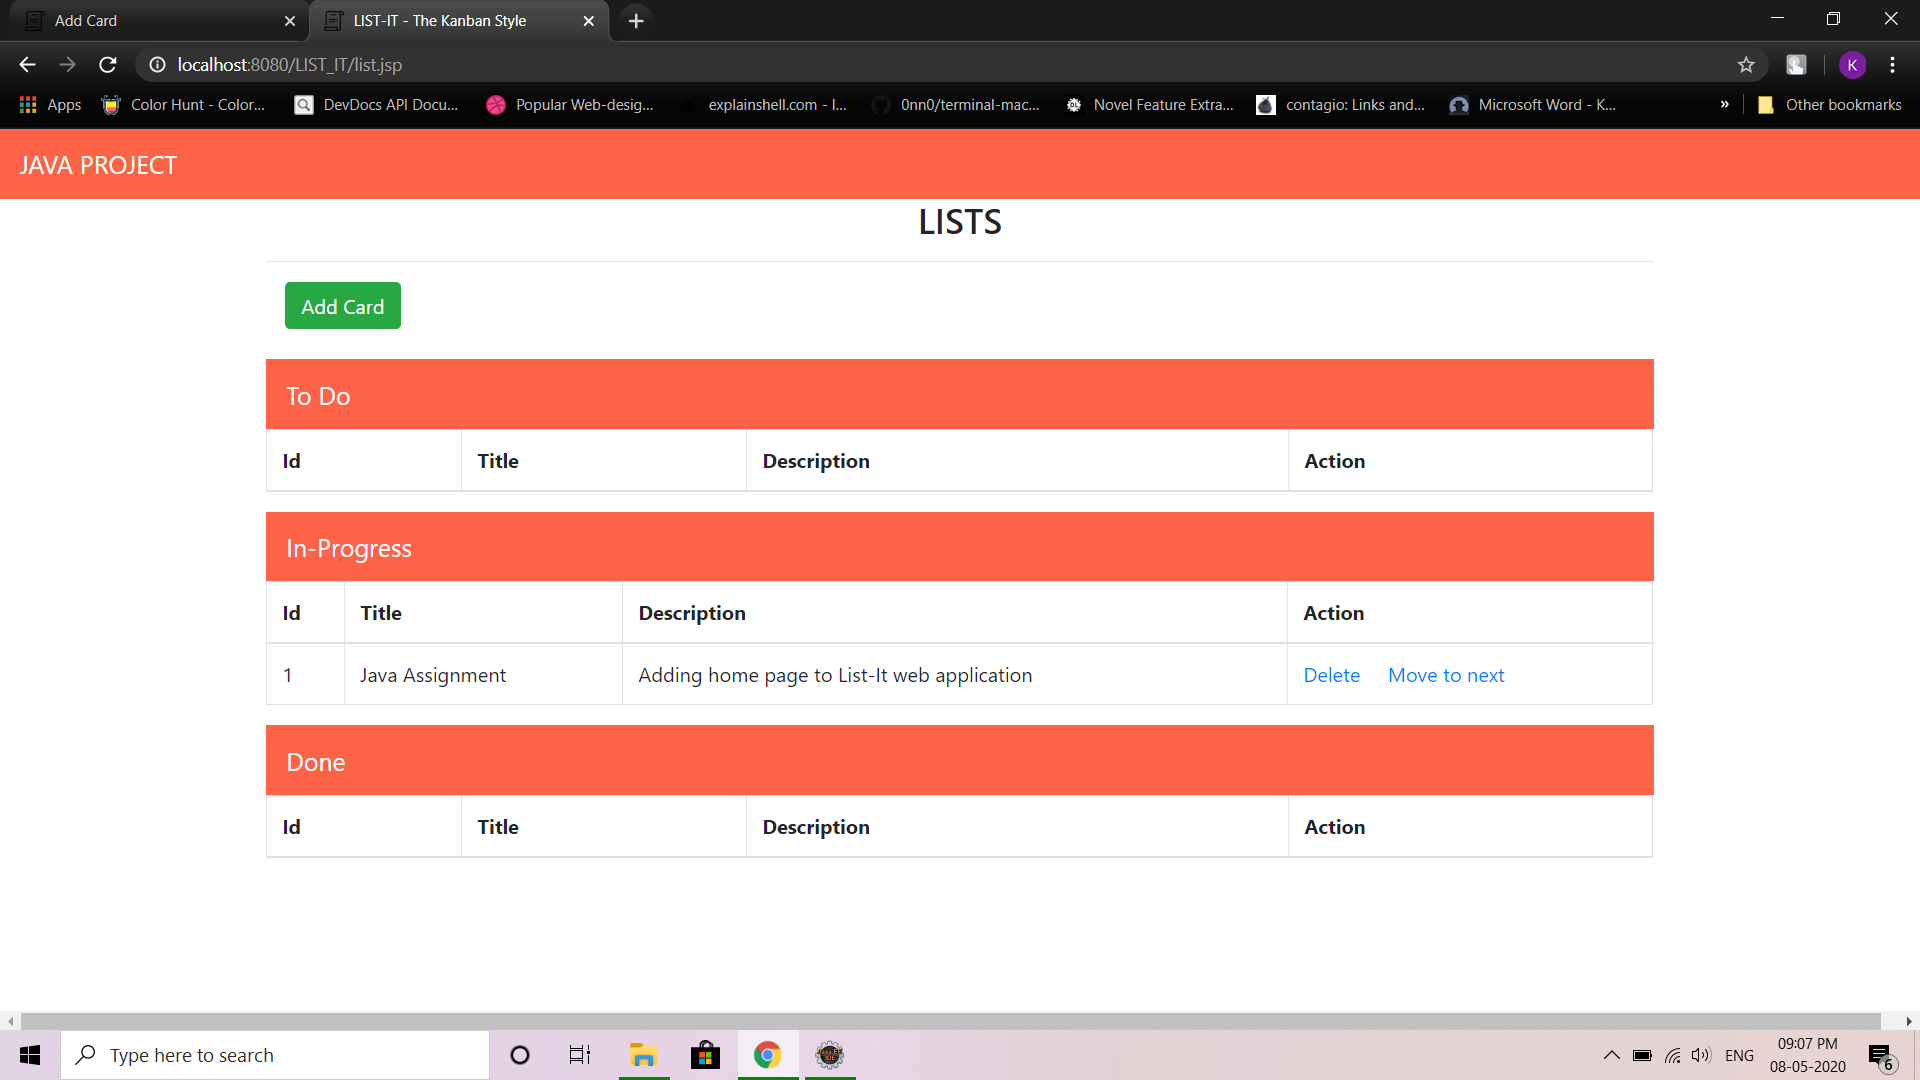 Add Card
LIST-IT - The Kanban Style
localhost:8080/LIST_IT/list.jsp
K
Apps Color Hunt - Color... DevDocs API Docu... Popular Web-desig... explainshell.com - I... 0nn0/terminal-mac... Novel Feature Extra... contagio: Links and... Microsoft Word - K... » Other bookmarks
JAVA PROJECT
LISTS
Add Card
To Do
Id Title Description Action
In-Progress
Id Title Description Action
1 Java Assignment Adding home page to List-It web application Delete Move to next
Done
Id Title Description Action
Type here to search
ENG
09:07 PM
08-05-2020
6